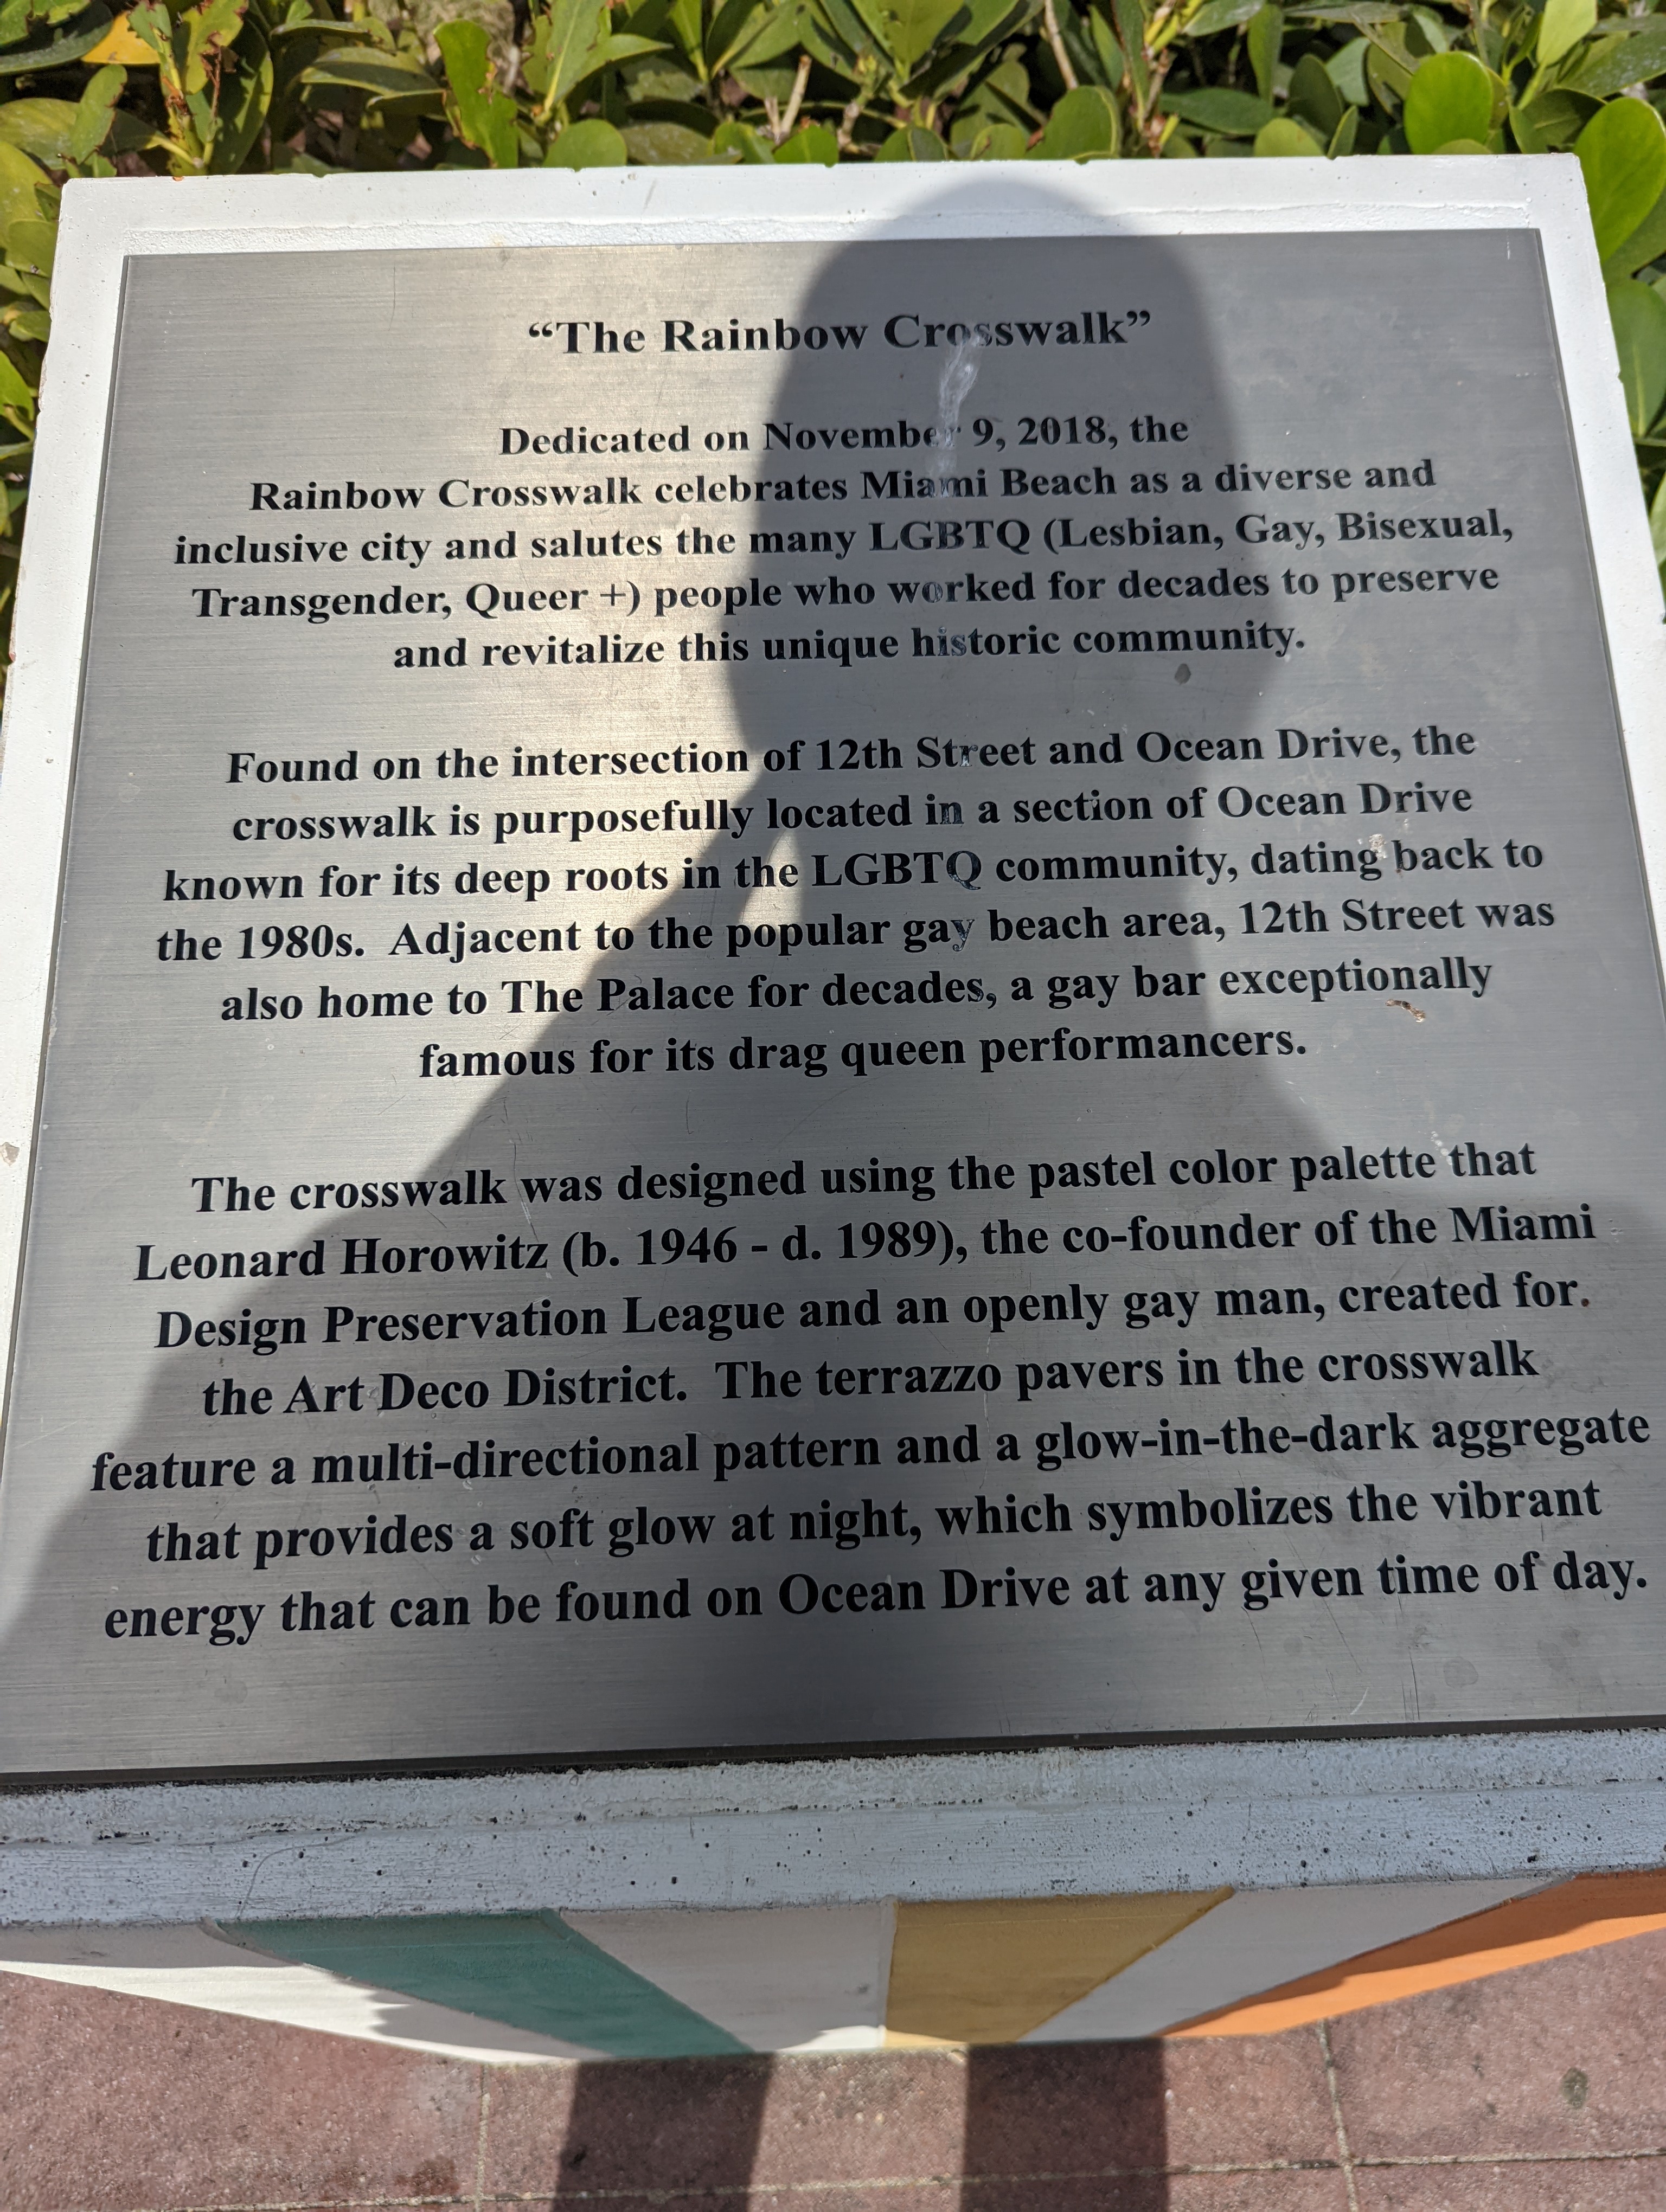 “The Rainbow Crosswalk”
Dedicated on November 9, 2018, the
Rainbow Crosswalk celebrates Miami Beach as a diverse and
inclusive city and salutes the many LGBTQ (Lesbian, Gay, Bisexual,
Transgender, Queer +) people who worked for decades to preserve
and revitalize this unique historic community.
Found on the intersection of 12th Street and Ocean Drive, the
crosswalk is purposefully located in a section of Ocean Drive
known for its deep roots in the LGBTQ community, dating back to
the 1980s. Adjacent to the popular gay beach area, 12th Street was
also home to The Palace for decades, a gay bar exceptionally
famous for its drag queen performancers.
The crosswalk was designed using the pastel color palette that
Leonard Horowitz (b. 1946 - d. 1989), the co-founder of the Miami
Design Preservation League and an openly gay man, created for.
the Art Deco District. The terrazzo pavers in the crosswalk
feature a multi-directional pattern and a glow-in-the-dark aggregate
that provides a soft glow at night, which symbolizes the vibrant
energy that can be found on Ocean Drive at any given time of day.